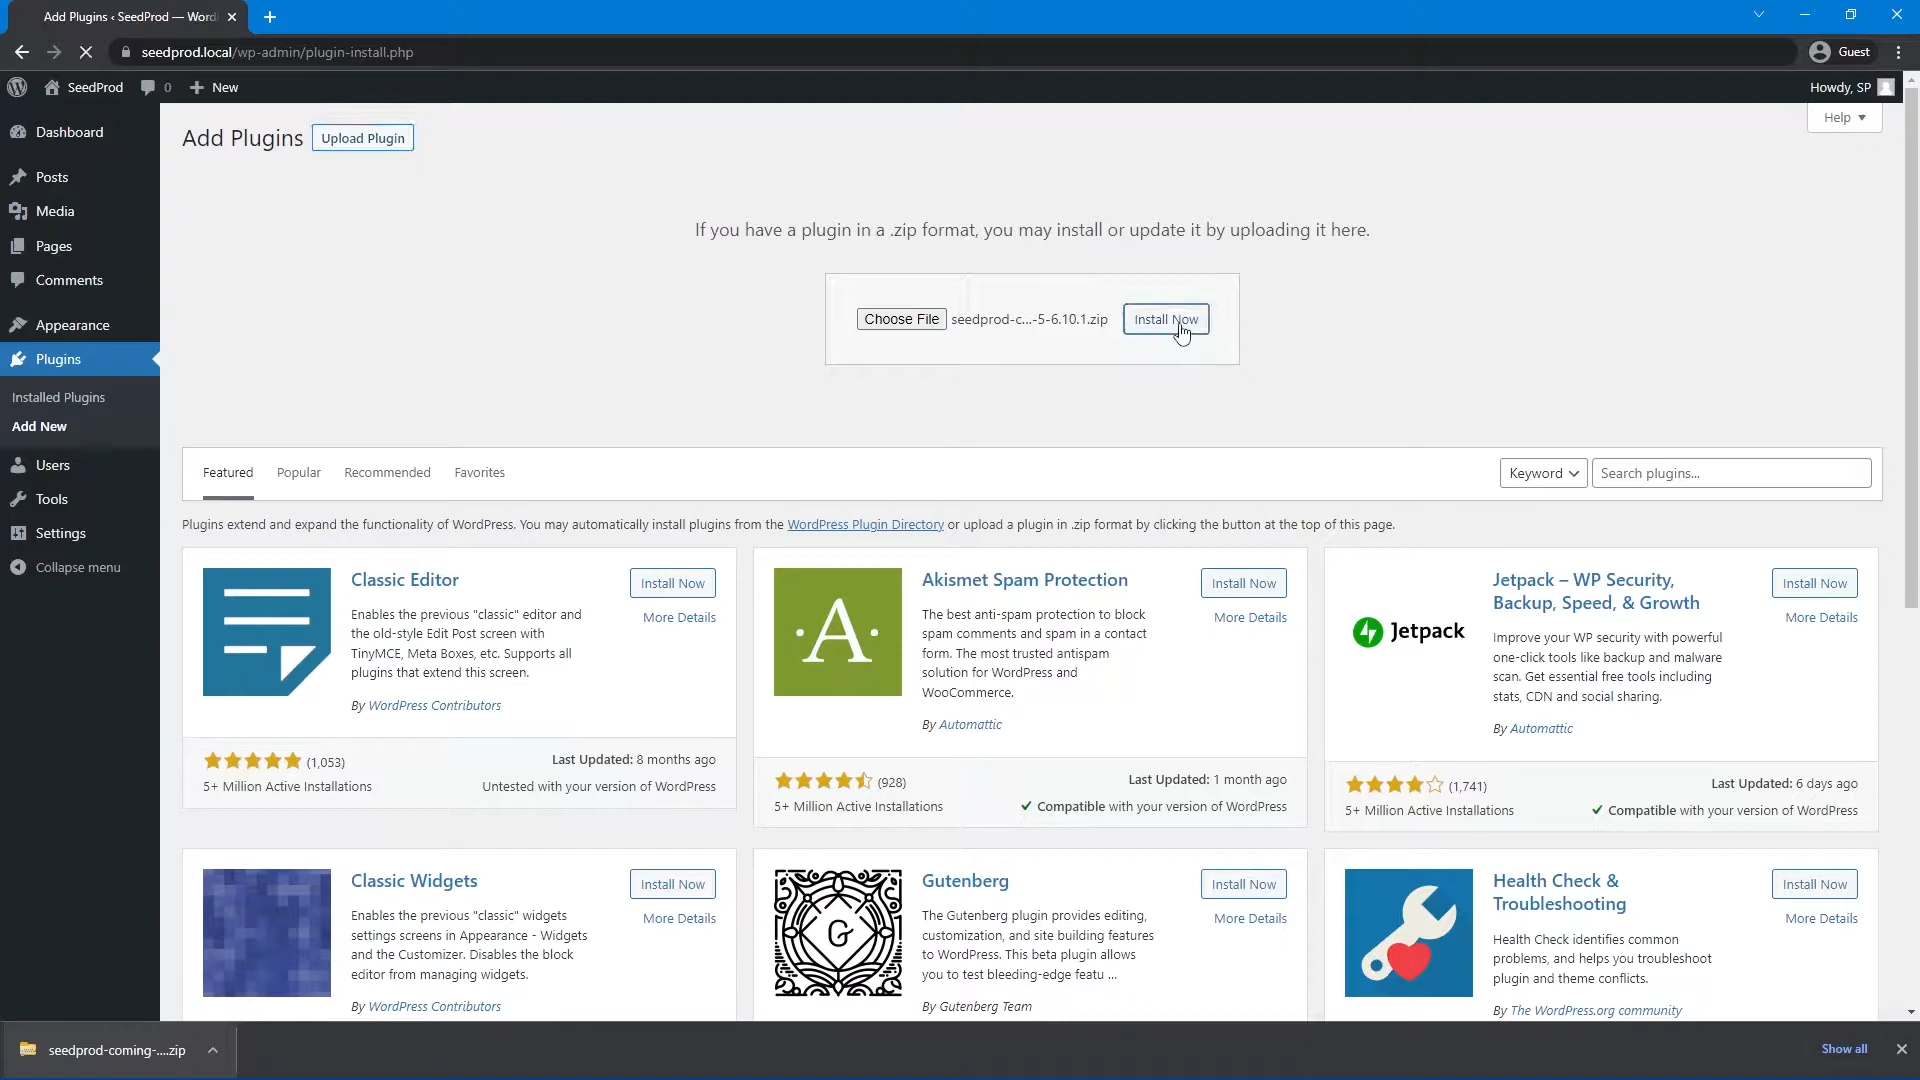 Add Plugins ‹ SeedProd — Word
seedprod.local/wp-admin/plugin-install.php
Guest
SeedProd
0
New
Howdy, SP
Help
Dashboard
Posts
Media
Pages
Comments
Appearance
Plugins
Installed Plugins
Add New
Users
Tools
Settings
Collapse menu
Add Plugins
Upload Plugin
If you have a plugin in a .zip format, you may install or update it by uploading it here.
Choose File seedprod-c...-5-6.10.1.zip
Install Now
Featured
Popular
Recommended
Favorites
Keyword
Search plugins...
Plugins extend and expand the functionality of WordPress. You may automatically install plugins from the WordPress Plugin Directory or upload a plugin in .zip format by clicking the button at the top of this page.
Classic Editor
Install Now
More Details
Enables the previous "classic" editor and
the old-style Edit Post screen with
TinyMCE, Meta Boxes, etc. Supports all
plugins that extend this screen.
By WordPress Contributors
(1,053)
Last Updated: 8 months ago
5+ Million Active Installations
Untested with your version of WordPress
A
Akismet Spam Protection
Install Now
More Details
The best anti-spam protection to block
spam comments and spam in a contact
form. The most trusted antispam
solution for WordPress and
WooCommerce.
By Automattic
(928)
Last Updated: 1 month ago
5+ Million Active Installations
Compatible with your version of WordPress
Jetpack
Jetpack – WP Security,
Backup, Speed, & Growth
Install Now
More Details
Improve your WP security with powerful
one-click tools like backup and malware
scan. Get essential free tools including
stats, CDN and social sharing.
By Automattic
(1,741)
Last Updated: 6 days ago
5+ Million Active Installations
Compatible with your version of WordPress
Classic Widgets
Install Now
More Details
Enables the previous "classic" widgets
settings screens in Appearance - Widgets
and the Customizer. Disables the block
editor from managing widgets.
By WordPress Contributors
G
Gutenberg
Install Now
More Details
The Gutenberg plugin provides editing,
customization, and site building features
to WordPress. This beta plugin allows
you to test bleeding-edge featu ...
By Gutenberg Team
Health Check &
Troubleshooting
Install Now
More Details
Health Check identifies common
problems, and helps you troubleshoot
plugin and theme conflicts.
By The WordPress.org community
seedprod-coming-....zip
Show all